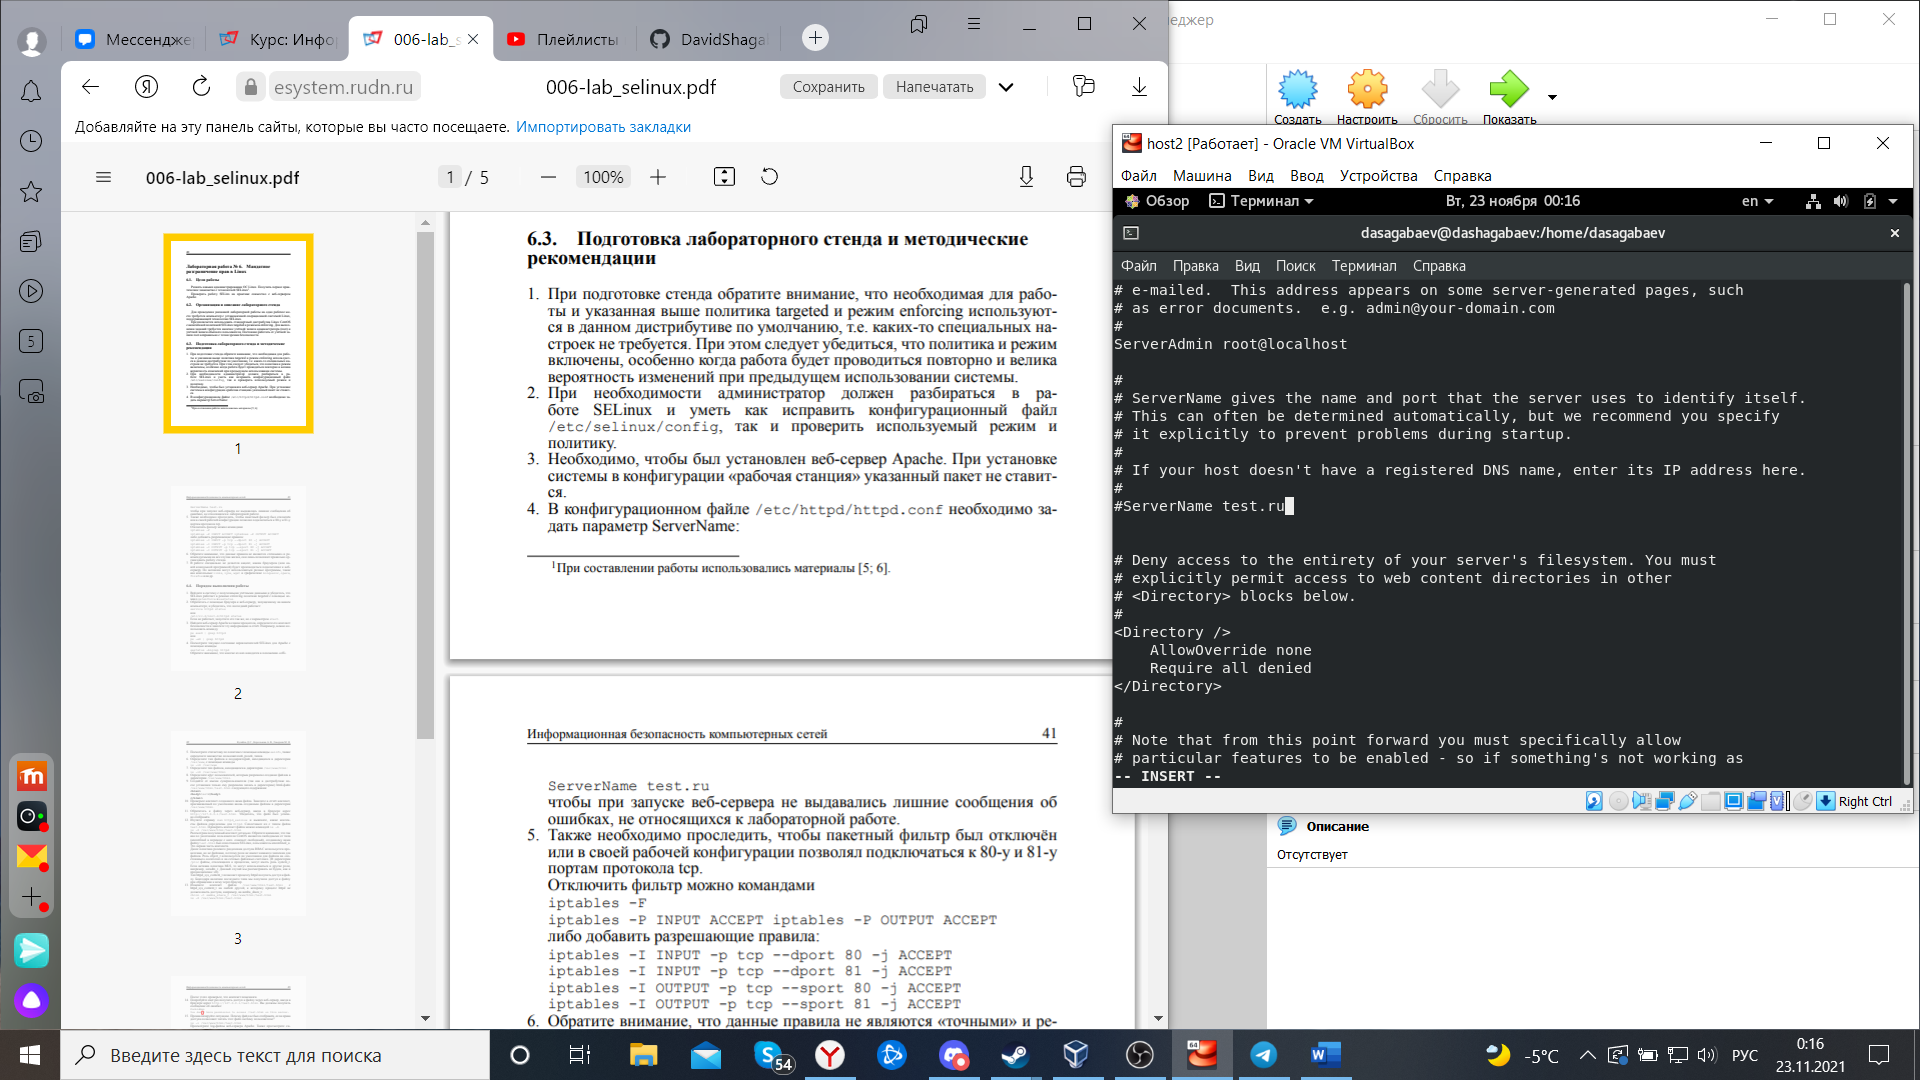 Мессендже
Курс: Инфо
006-lab_s
Плейлисты
DavidShaga
esystem.rudn.ru
006-lab_selinux.pdf
Сохранить
Напечатать
Добавляйте на эту панель сайты, которые вы часто посещаете. Импортировать закладки
006-lab_selinux.pdf
1 / 5
100%
5
1
2
3
6.3. Подготовка лабораторного стенда и методические
рекомендации
1. При подготовке стенда обратите внимание, что необходимая для рабо-
ты и указанная выше политика targeted и режим enforcing используют-
ся в данном дистрибутиве по умолчанию, т.е. каких-то специальных на-
строек не требуется. При этом следует убедиться, что политика и режим
включены, особенно когда работа будет проводиться повторно и велика
вероятность изменений при предыдущем использовании системы.
2. При необходимости администратор должен разбираться в ра-
боте SELinux и уметь как исправить конфигурационный файл
/etc/selinux/config, так и проверить используемый режим и
политику.
3. Необходимо, чтобы был установлен веб-сервер Apache. При установке
системы в конфигурации «рабочая станция» указанный пакет не ставит-
ся.
4. В конфигурационном файле /etc/httpd/httpd.conf необходимо за-
дать параметр ServerName:
1 При составлении работы использовались материалы [5; 6].
Информационная безопасность компьютерных сетей 41
ServerName test.ru
чтобы при запуске веб-сервера не выдавались лишние сообщения об
ошибках, не относящихся к лабораторной работе.
5. Также необходимо проследить, чтобы пакетный фильтр был отключён
или в своей рабочей конфигурации позволял подключаться к 80-у и 81-у
портам протокола tcp.
Отключить фильтр можно командами
iptables -F
iptables -P INPUT ACCEPT iptables -P OUTPUT ACCEPT
либо добавить разрешающие правила:
iptables -I INPUT -p tcp --dport 80 -j ACCEPT
iptables -I INPUT -p tcp --dport 81 -j ACCEPT
iptables -I OUTPUT -p tcp --sport 80 -j ACCEPT
iptables -I OUTPUT -p tcp --sport 81 -j ACCEPT
6. Обратите внимание, что данные правила не являются «точными» и ре-
еджер
Создать
Настроить
Сбросить
Показать
host2 [Работает] - Oracle VM VirtualBox
Файл Машина Вид Ввод Устройства Справка
Обзор Терминал Вт, 23 ноября 00:16 en
dasagabaev@dashagabaev:/home/dasagabaev
Файл Правка Вид Поиск Терминал Справка
# e-mailed. This address appears on some server-generated pages, such
# as error documents. e.g. admin@your-domain.com
#
ServerAdmin root@localhost
#
# ServerName gives the name and port that the server uses to identify itself.
# This can often be determined automatically, but we recommend you specify
# it explicitly to prevent problems during startup.
#
# If your host doesn't have a registered DNS name, enter its IP address here.
#
#ServerName test.ru
# Deny access to the entirety of your server's filesystem. You must
# explicitly permit access to web content directories in other
# <Directory> blocks below.
#
<Directory />
AllowOverride none
Require all denied
</Directory>
#
# Note that from this point forward you must specifically allow
# particular features to be enabled - so if something's not working as
-- INSERT --
Right Ctrl
Описание
Отсутствует
Введите здесь текст для поиска
54
64
-5°C
РУС
0:16
23.11.2021